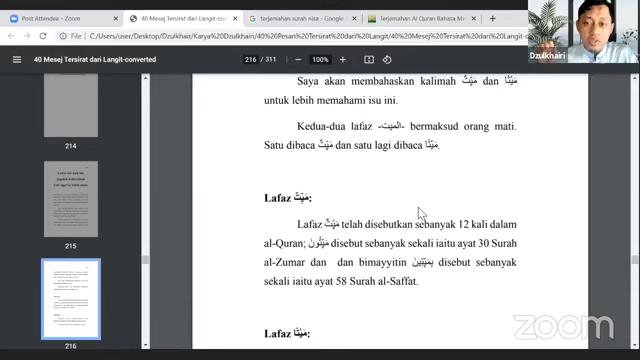 Post Attendee - Zoom
40 Mesej Tersirat dari Langit-con
terjemahan surah nisa - Google
Terjemahan Al Quran Bahasa Me
C:/Users/user/Desktop/Dzulkhair/Karya%20Dzulkhair/40%20Pesan%20Tersirat%20dari%20Langit/40%20Mesej%20Tersirat%20dari%20Langit-conver
40 Mesej Tersirat dari Langit-converted
216 / 311
100%
Dzulkhairi
214
215
216
Saya akan membahaskan kalimah مَيِّتٌ dan مَيْتًا
untuk lebih memahami isu ini.
Kedua-dua lafaz -الميت- bermaksud orang mati.
Satu dibaca مَيِّتٌ dan satu lagi dibaca مَيْتًا.
Lafaz مَيِّتٌ:
Lafaz مَيِّتٌ telah disebutkan sebanyak 12 kali dalam
al-Quran; مَيِّتُونَ disebut sebanyak sekali iaitu ayat 30 Surah
al-Zumar dan dan bimayyitin بِمَيِّتِينَ disebut sebanyak
sekali iaitu ayat 58 Surah al-Saffat.
Lafaz مَيْتًا:
zoom